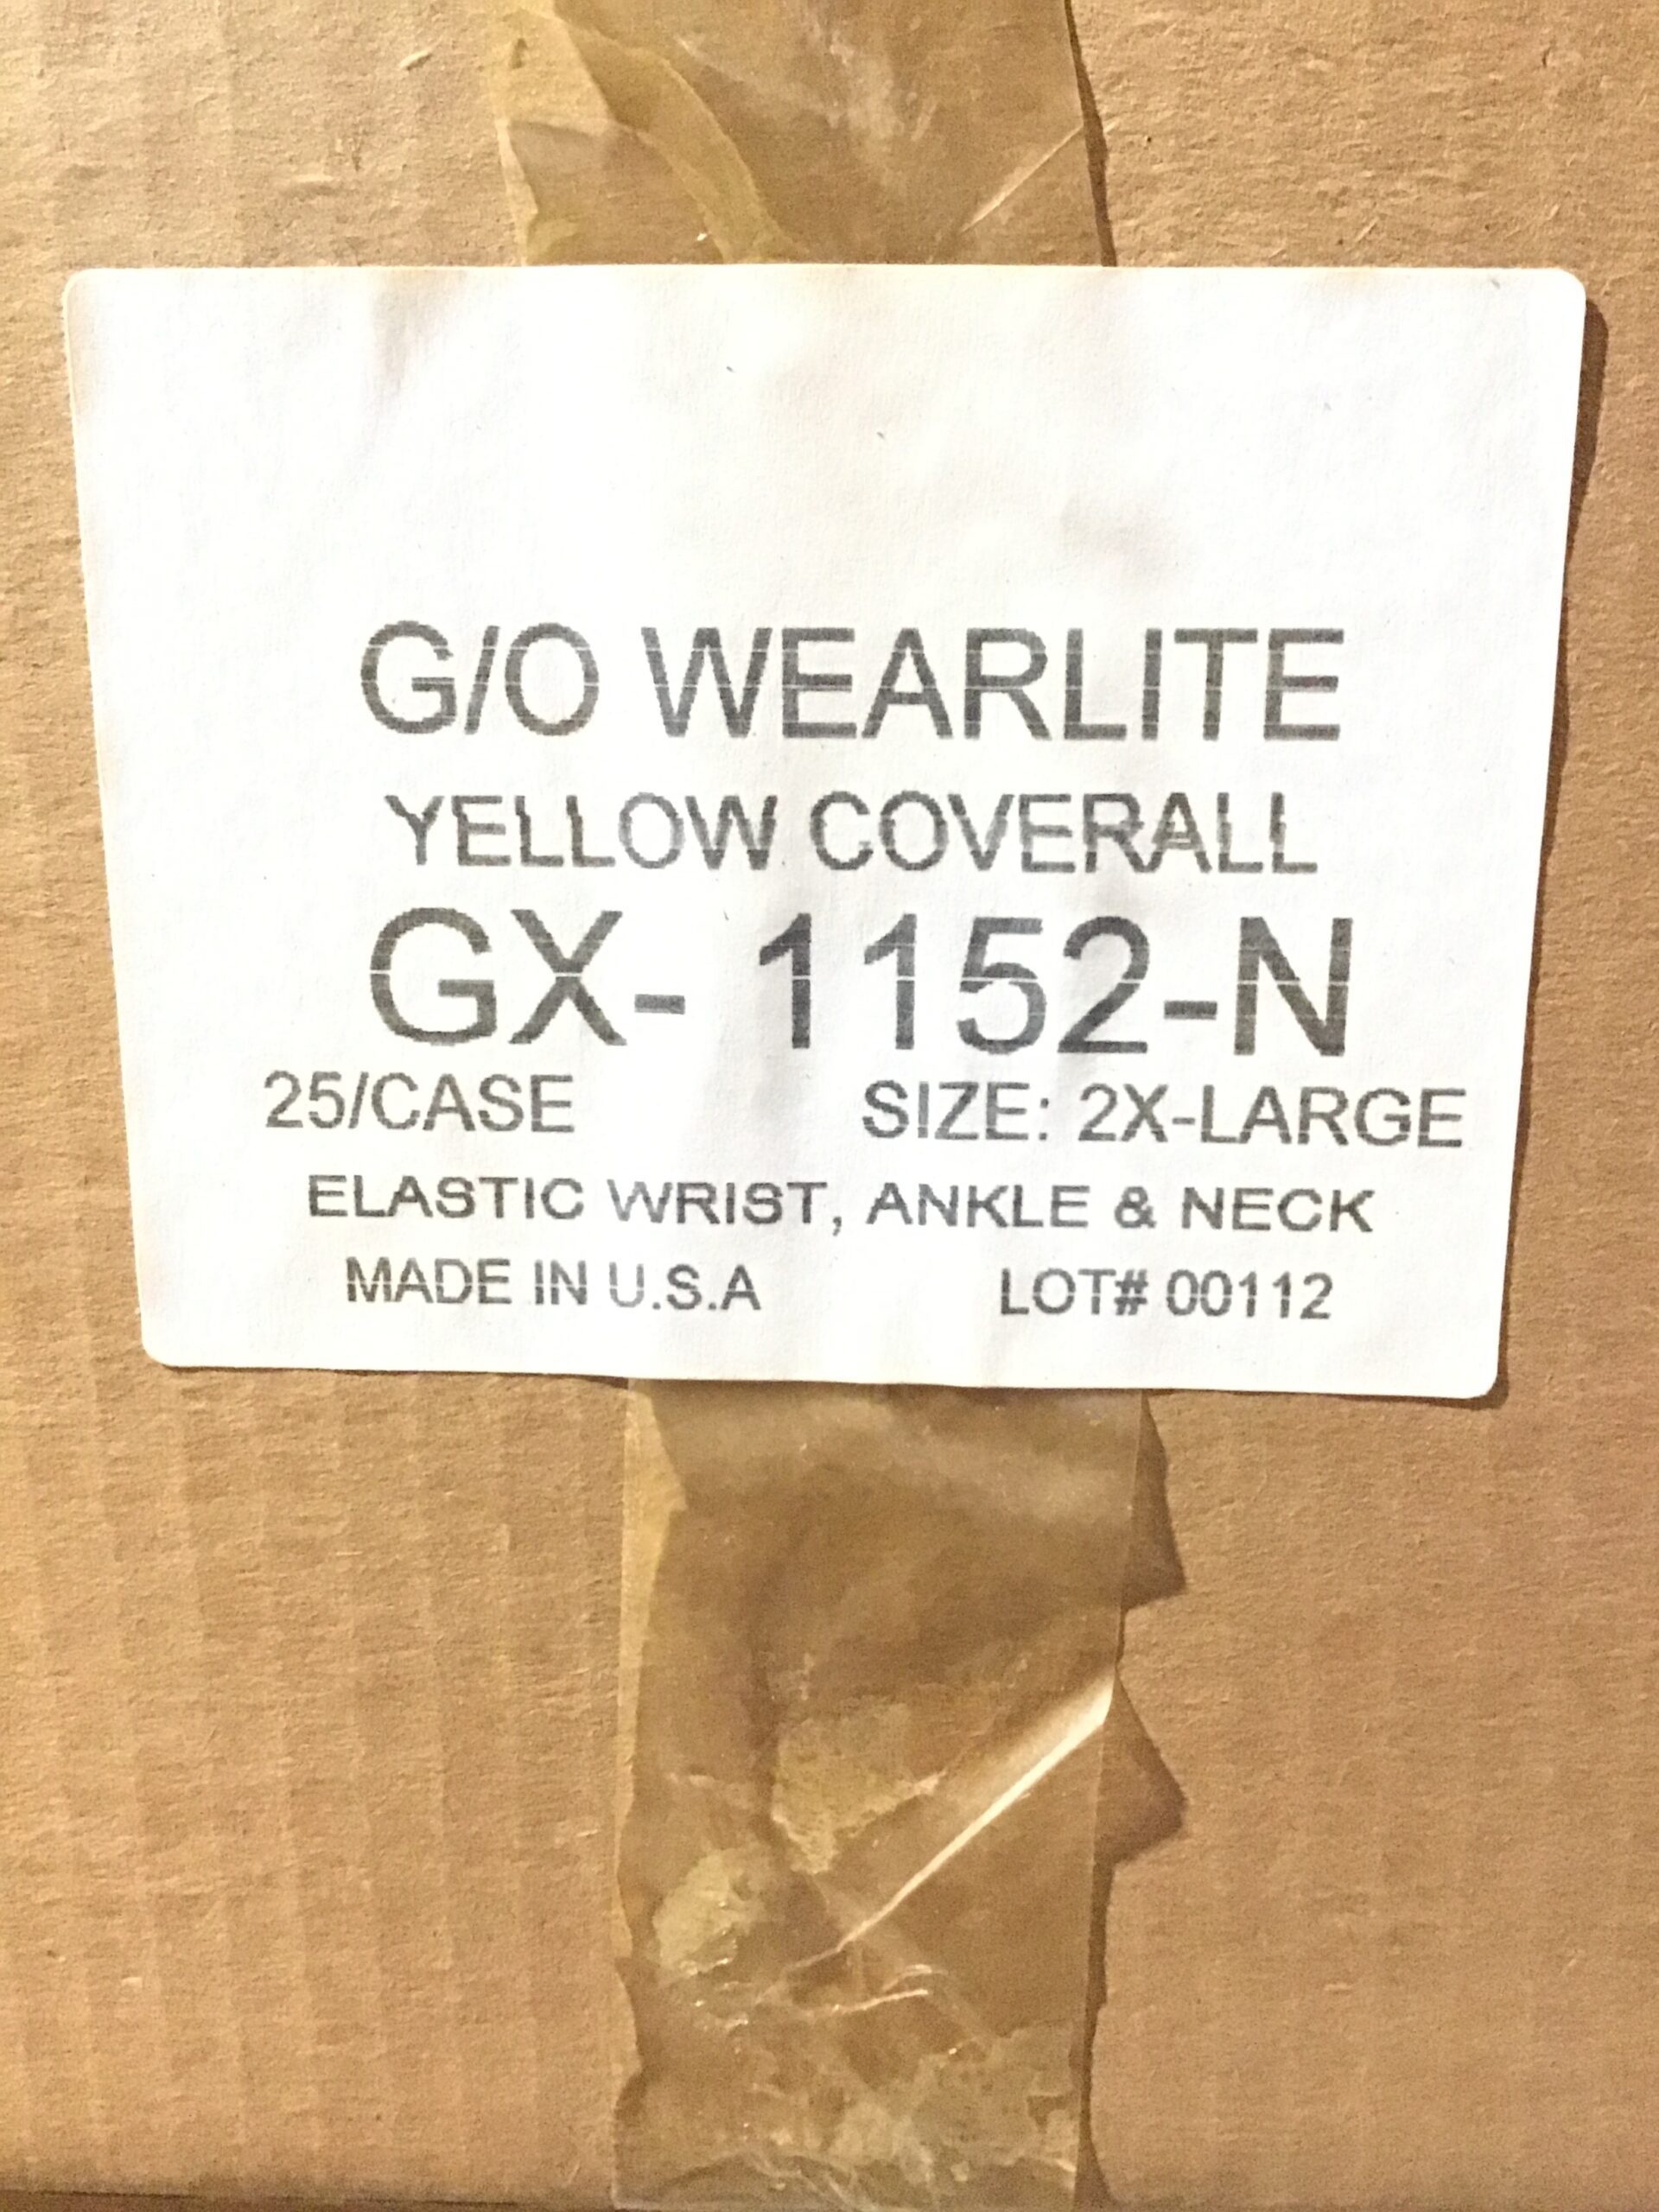 G/O WEARLITE
YELLOW COVERALL
GX- 1152-N
25/CASE SIZE: 2X-LARGE
ELASTIC WRIST, ANKLE & NECK
MADE IN U.S.A LOT# 00112